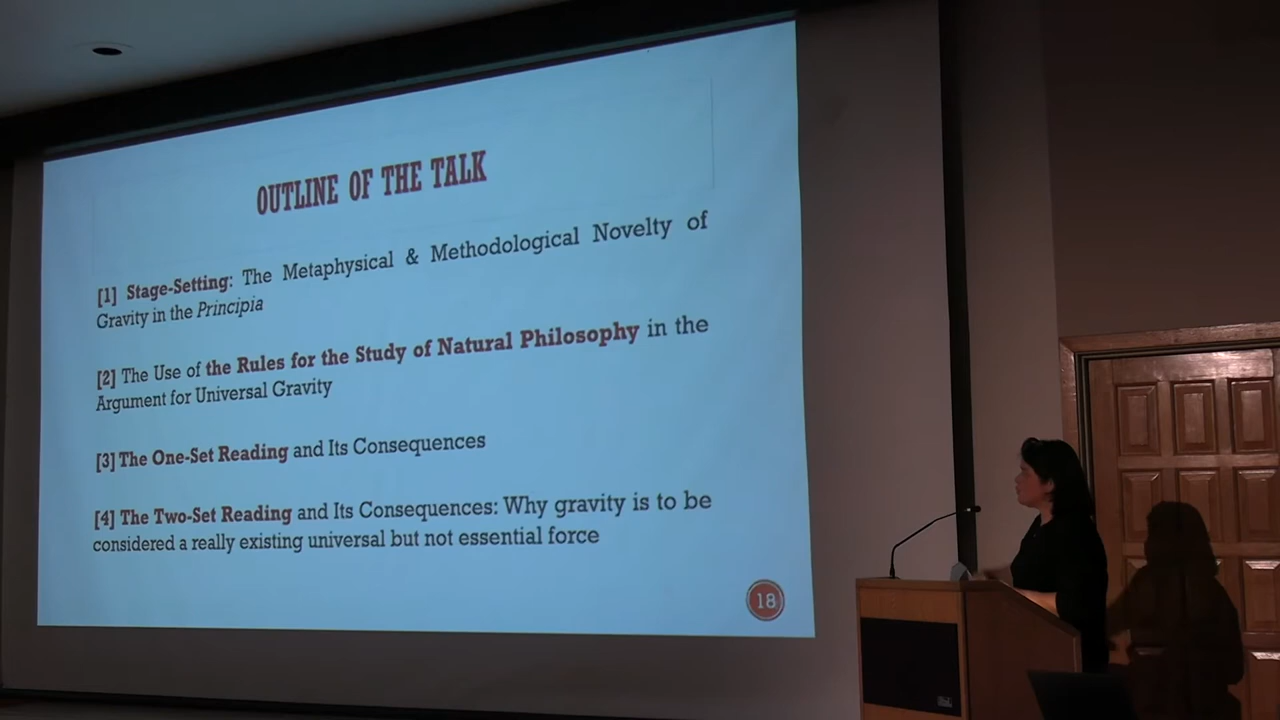 OUTLINE OF THE TALK
[1] Stage-Setting: The Metaphysical & Methodological Novelty of
Gravity in the Principia
[2] The Use of the Rules for the Study of Natural Philosophy in the
Argument for Universal Gravity
[3] The One-Set Reading and Its Consequences
[4] The Two-Set Reading and Its Consequences: Why gravity is to be
considered a really existing universal but not essential force
18